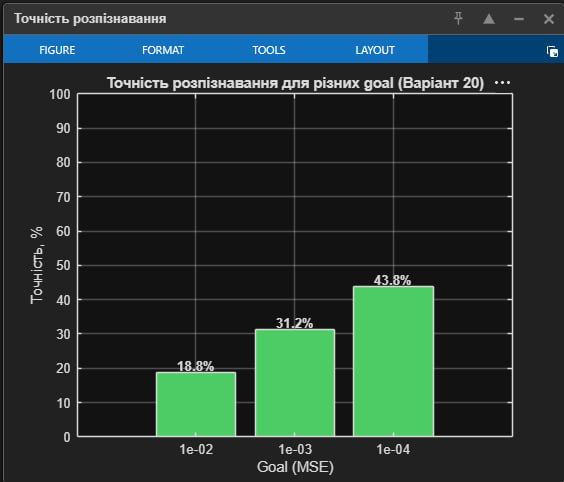 Точність розпізнавання
FIGURE FORMAT TOOLS LAYOUT
Точність розпізнавання для різних goal (Варіант 20)
100
90
80
70
60
50
40
30
20
10
0
Точність, %
18.8%
31.2%
43.8%
1e-02 1e-03 1e-04
Goal (MSE)